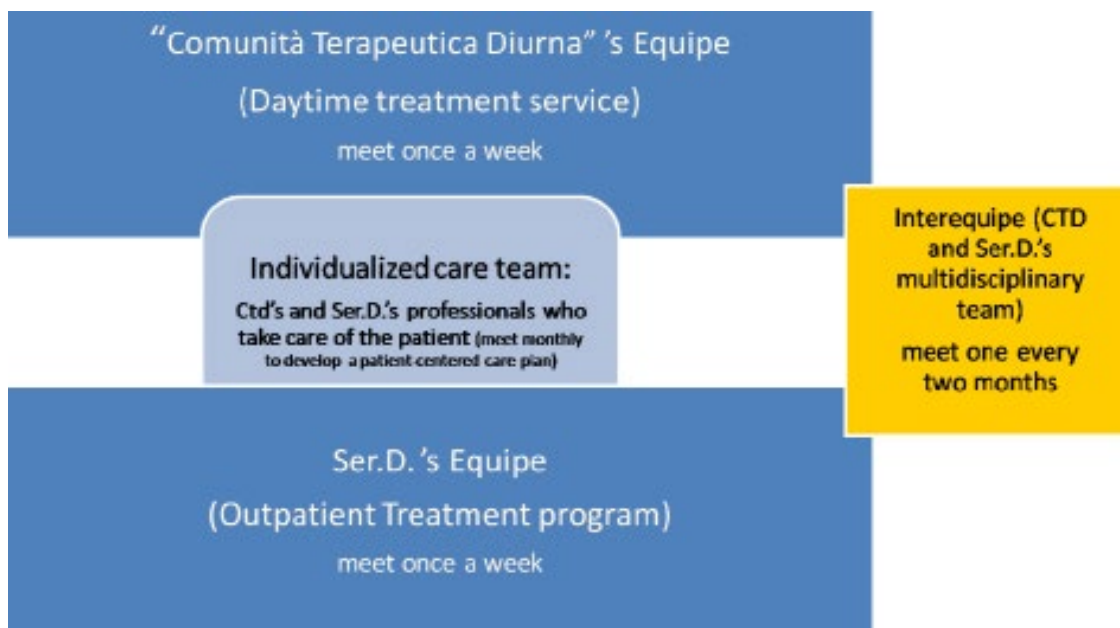 “Comunità Terapeutica Diurna” ’s Equipe
(Daytime treatment service)
meet once a week
Individualized care team:
Ctd’s and Ser.D.’s professionals who
take care of the patient (meet monthly
to develop a patient-centered care plan)
Ser.D. ’s Equipe
(Outpatient Treatment program)
meet once a week
Interequipe (CTD
and Ser.D.’s
multidisciplinary
team)
meet one every
two months